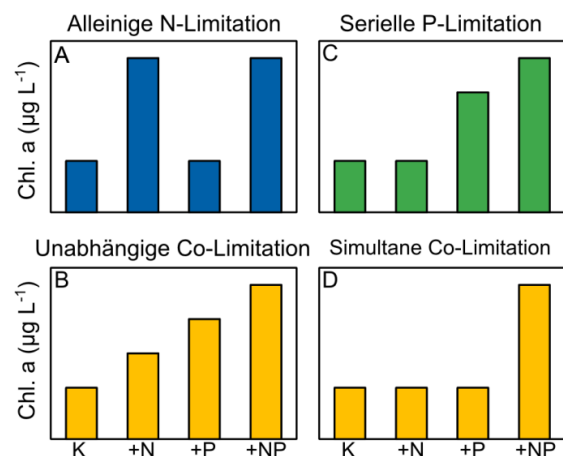 Alleinige N-Limitation
Serielle P-Limitation
A
C
Chl. a (µg L⁻¹)
Unabhängige Co-Limitation
Simultane Co-Limitation
B
D
Chl. a (µg L⁻¹)
K +N +P +NP
K +N +P +NP